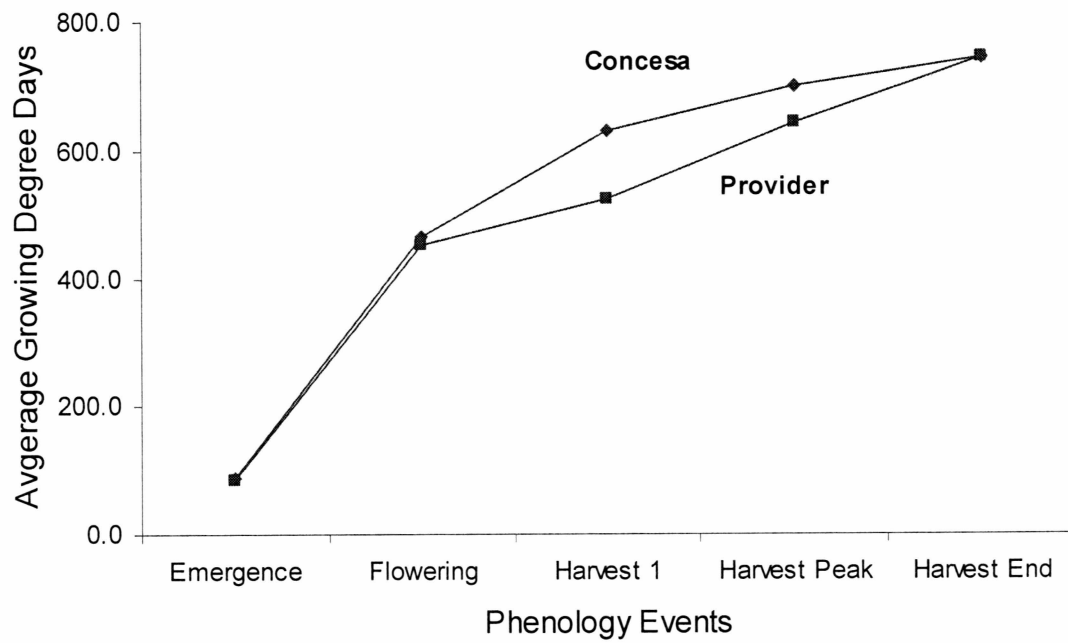 800.0
Concesa
600.0
Provider
400.0
200.0
0.0
Avgerage Growing Degree Days
Emergence Flowering Harvest 1 Harvest Peak Harvest End
Phenology Events